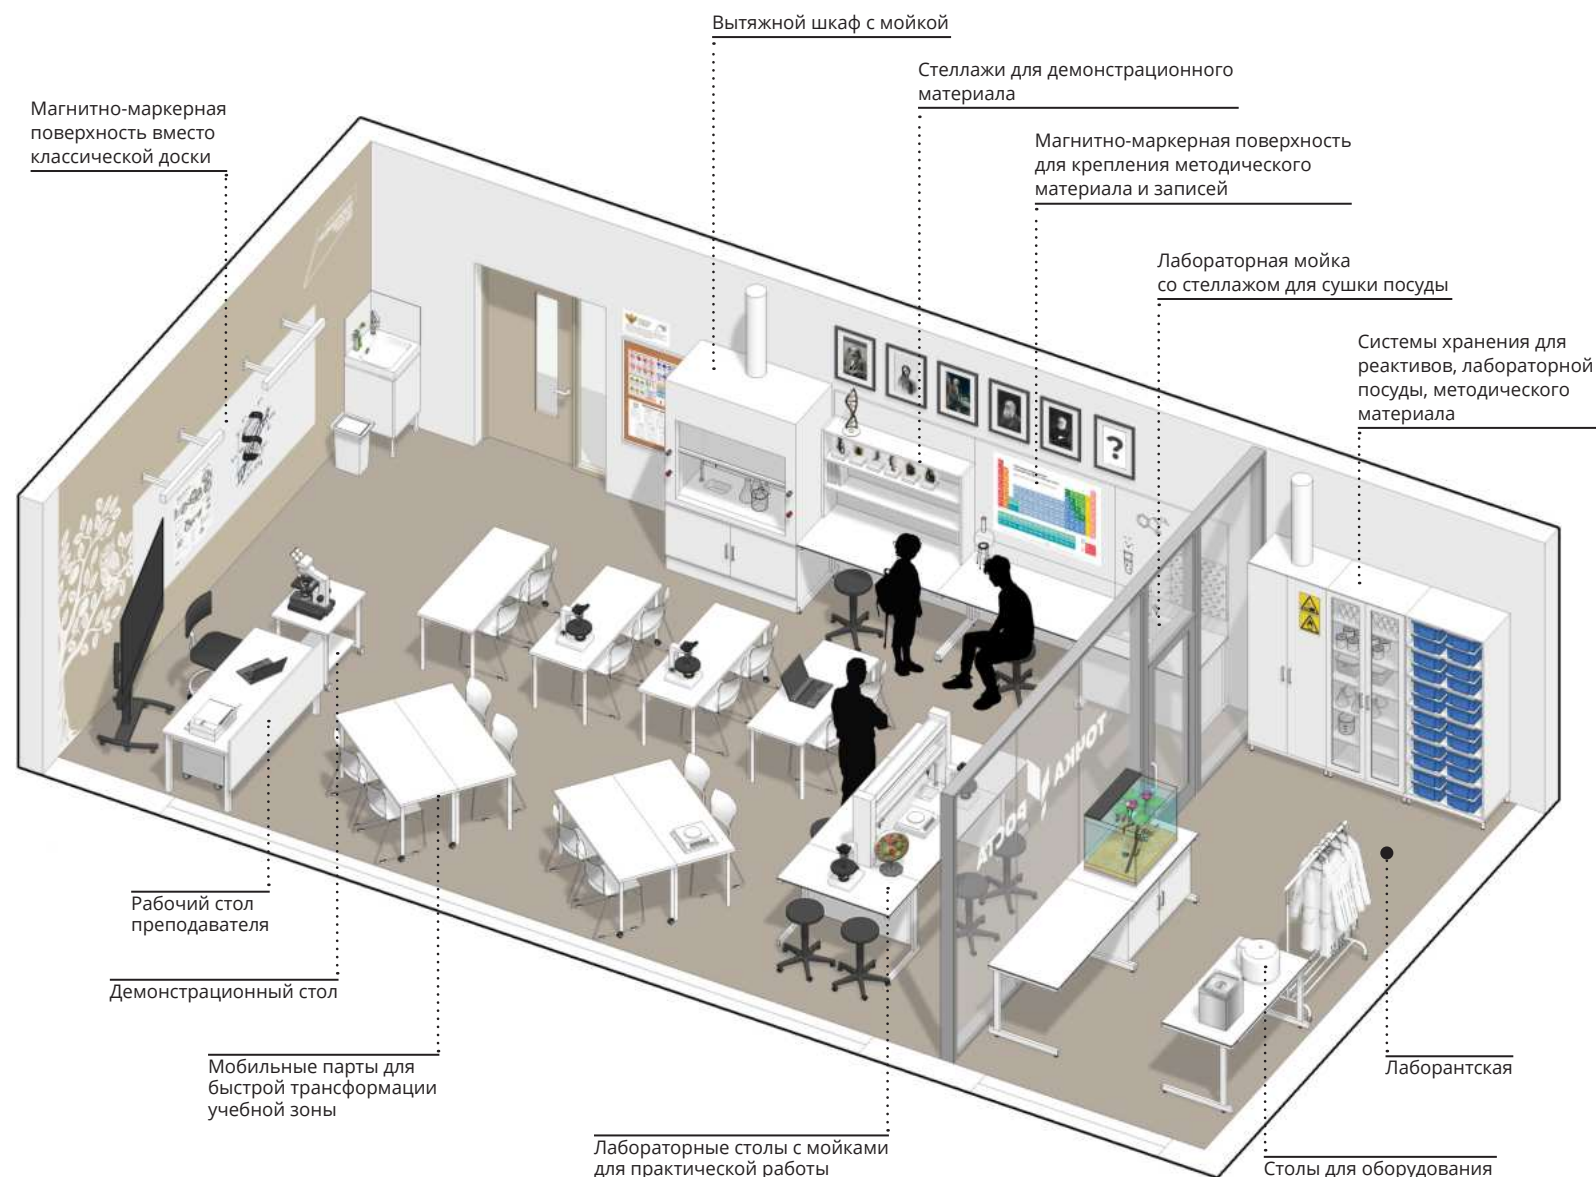 Вытяжной шкаф с мойкой
Стеллажи для демонстрационного
материала
Магнитно-маркерная
поверхность вместо
классической доски
Магнитно-маркерная поверхность
для крепления методического
материала и записей
Лабораторная мойка
со стеллажом для сушки посуды
Системы хранения для
реактивов, лабораторной
посуды, методического
материала
?
ТОЧКА
РОСТА
Рабочий стол
преподавателя
Демонстрационный стол
Мобильные парты для
быстрой трансформации
учебной зоны
Лабораторные столы с мойками
для практической работы
Лаборантская
Столы для оборудования